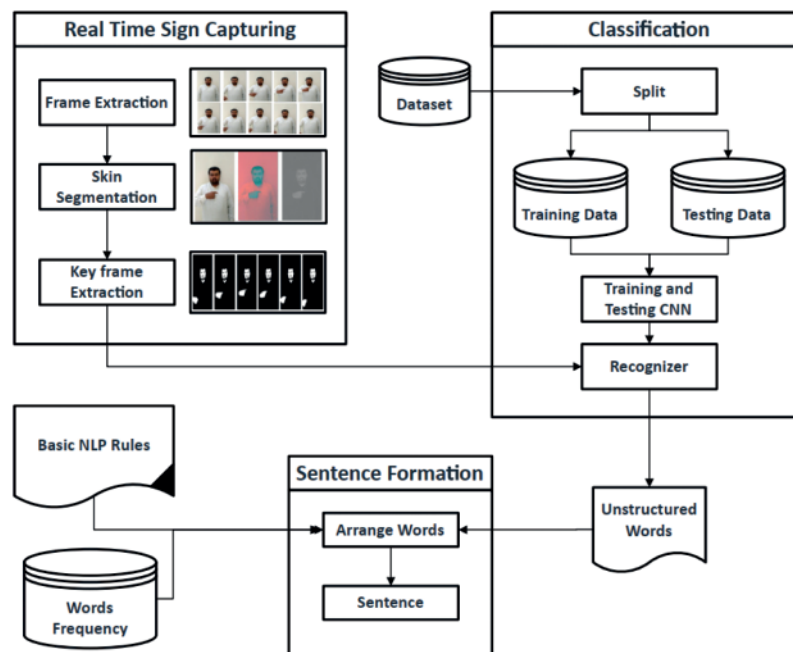 Real Time Sign Capturing
Frame Extraction
Skin
Segmentation
Key frame
Extraction
Classification
Dataset
Split
Training Data
Testing Data
Training and
Testing CNN
Recognizer
Basic NLP Rules
Words
Frequency
Sentence Formation
Arrange Words
Sentence
Unstructured
Words